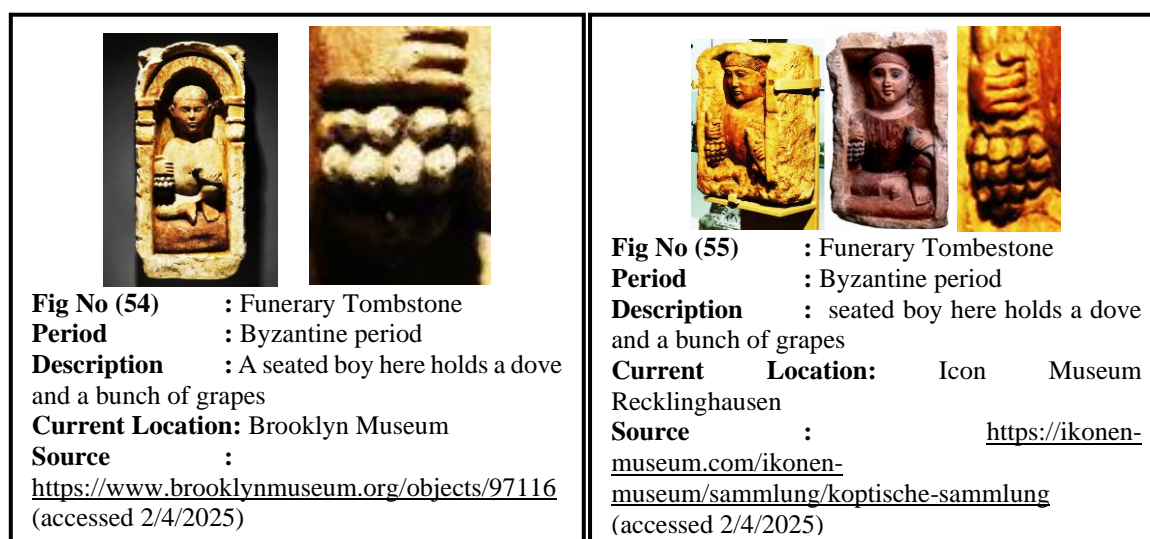 Fig No (54) : Funerary Tombstone
Period : Byzantine period
Description : A seated boy here holds a dove
and a bunch of grapes
Current Location: Brooklyn Museum
Source :
https://www.brooklynmuseum.org/objects/97116
(accessed 2/4/2025)
Fig No (55) : Funerary Tombestone
Period : Byzantine period
Description : seated boy here holds a dove
and a bunch of grapes
Current Location: Icon Museum
Recklinghausen
Source : https://ikonen-
museum.com/ikonen-
museum/sammlung/koptische-sammlung
(accessed 2/4/2025)